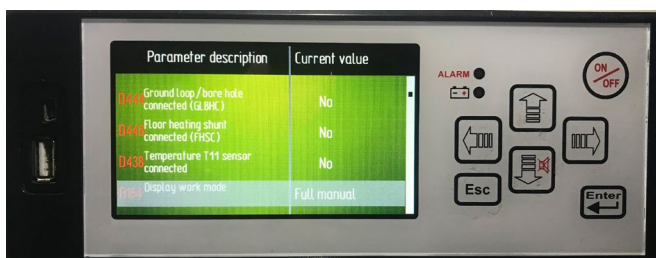 Parameter description Current value
Ground loop/bore hole
connected (GLBHC) No
Floor heating shunt
connected (FHSC) No
D438 Temperature T11 sensor
connected No
Display work mode Full manual
ALARM
ON
OFF
Esc
Enter